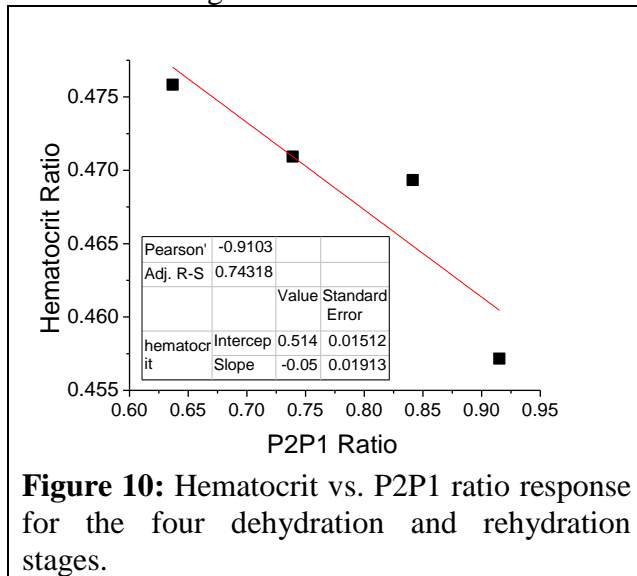 0.475
0.470
0.465
0.460
0.455
Hematocrit Ratio
Pearson' -0.9103
Adj. R-S 0.74318
Value Standard
Error
hematocr Intercep 0.514 0.01512
it Slope -0.05 0.01913
0.60 0.65 0.70 0.75 0.80 0.85 0.90 0.95
P2P1 Ratio
Figure 10: Hematocrit vs. P2P1 ratio response
for the four dehydration and rehydration
stages.